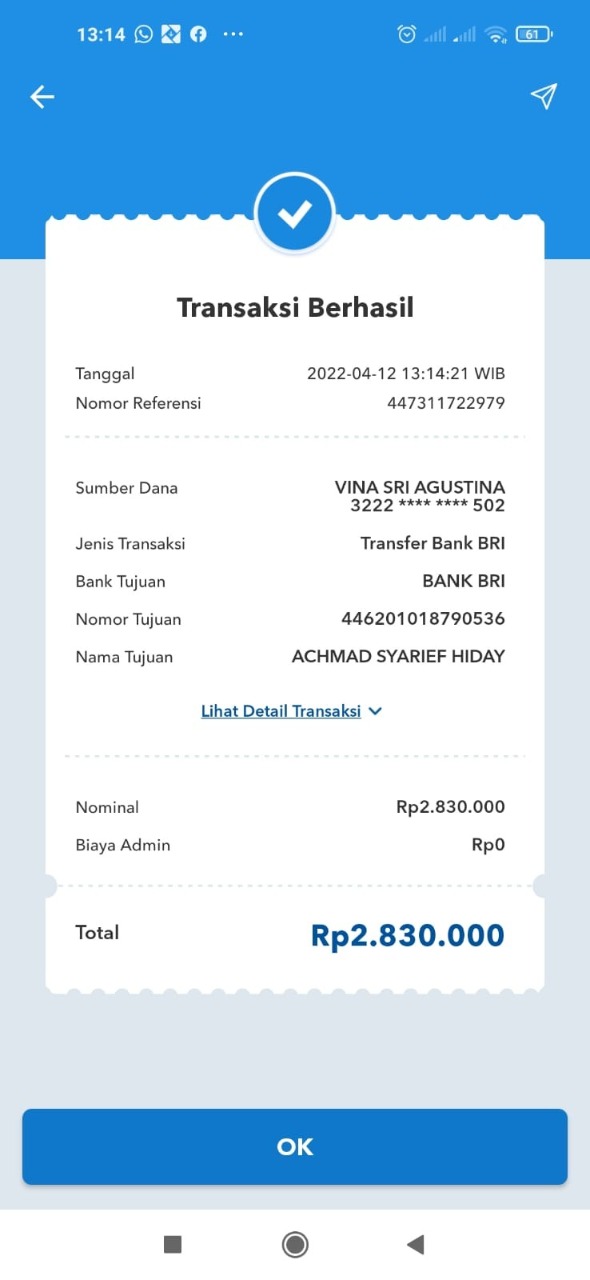 13:14
61
Transaksi Berhasil
Tanggal 2022-04-12 13:14:21 WIB
Nomor Referensi 447311722979
Sumber Dana VINA SRI AGUSTINA
3222 **** **** 502
Jenis Transaksi Transfer Bank BRI
Bank Tujuan BANK BRI
Nomor Tujuan 446201018790536
Nama Tujuan ACHMAD SYARIEF HIDAY
Lihat Detail Transaksi
Nominal Rp2.830.000
Biaya Admin Rp0
Total Rp2.830.000
OK